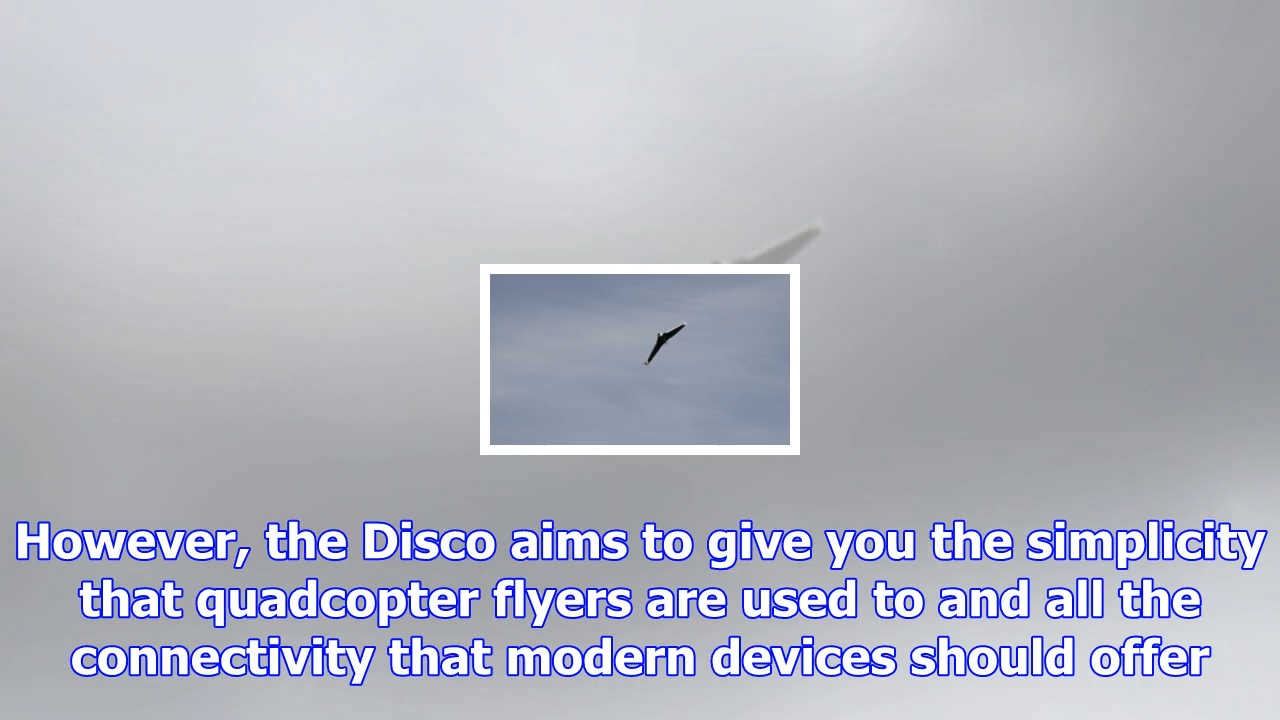 However, the Disco aims to give you the simplicity
that quadcopter flyers are used to and all the
connectivity that modern devices should offer